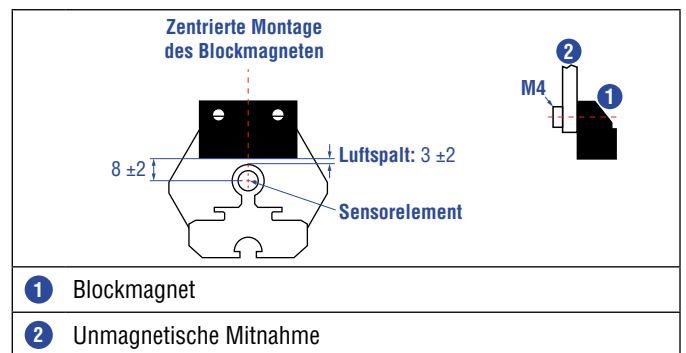 Zentrierte Montage
des Blockmagneten
2
M4
1
Luftspalt: 3 ±2
8 ±2
Sensorelement
1 Blockmagnet
2 Unmagnetische Mitnahme